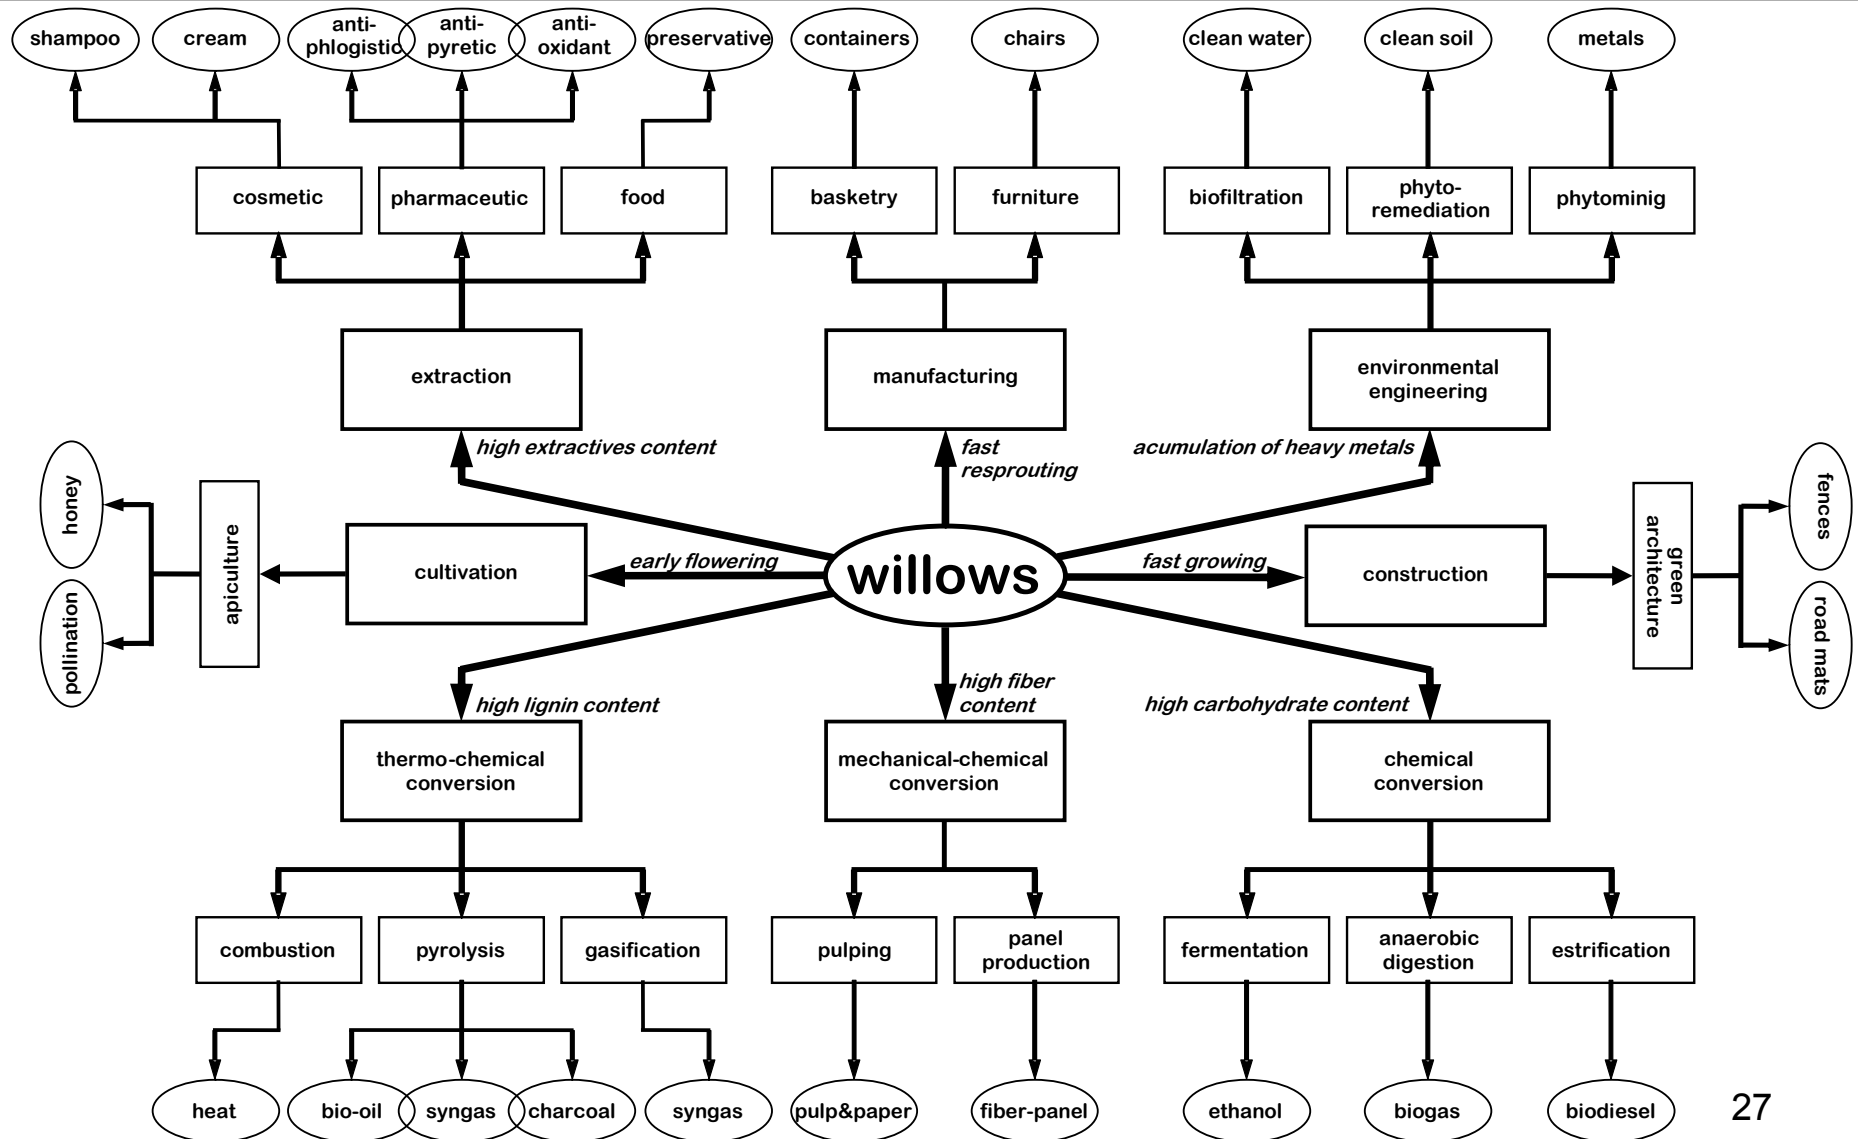 shampoo
cream
anti-
phlogistic
anti-
pyretic
anti-
oxidant
preservative
containers
chairs
clean water
clean soil
metals
cosmetic
pharmaceutic
food
basketry
furniture
biofiltration
phyto-
remediation
phytominig
extraction
manufacturing
environmental
engineering
high extractives content
fast
resprouting
acumulation of heavy metals
honey
pollination
apiculture
cultivation
early flowering
willows
fast growing
construction
green
architecture
fences
road mats
high lignin content
high fiber
content
high carbohydrate content
thermo-chemical
conversion
mechanical-chemical
conversion
chemical
conversion
combustion
pyrolysis
gasification
pulping
panel
production
fermentation
anaerobic
digestion
estrification
heat
bio-oil
syngas
charcoal
syngas
pulp&paper
fiber-panel
ethanol
biogas
biodiesel
27